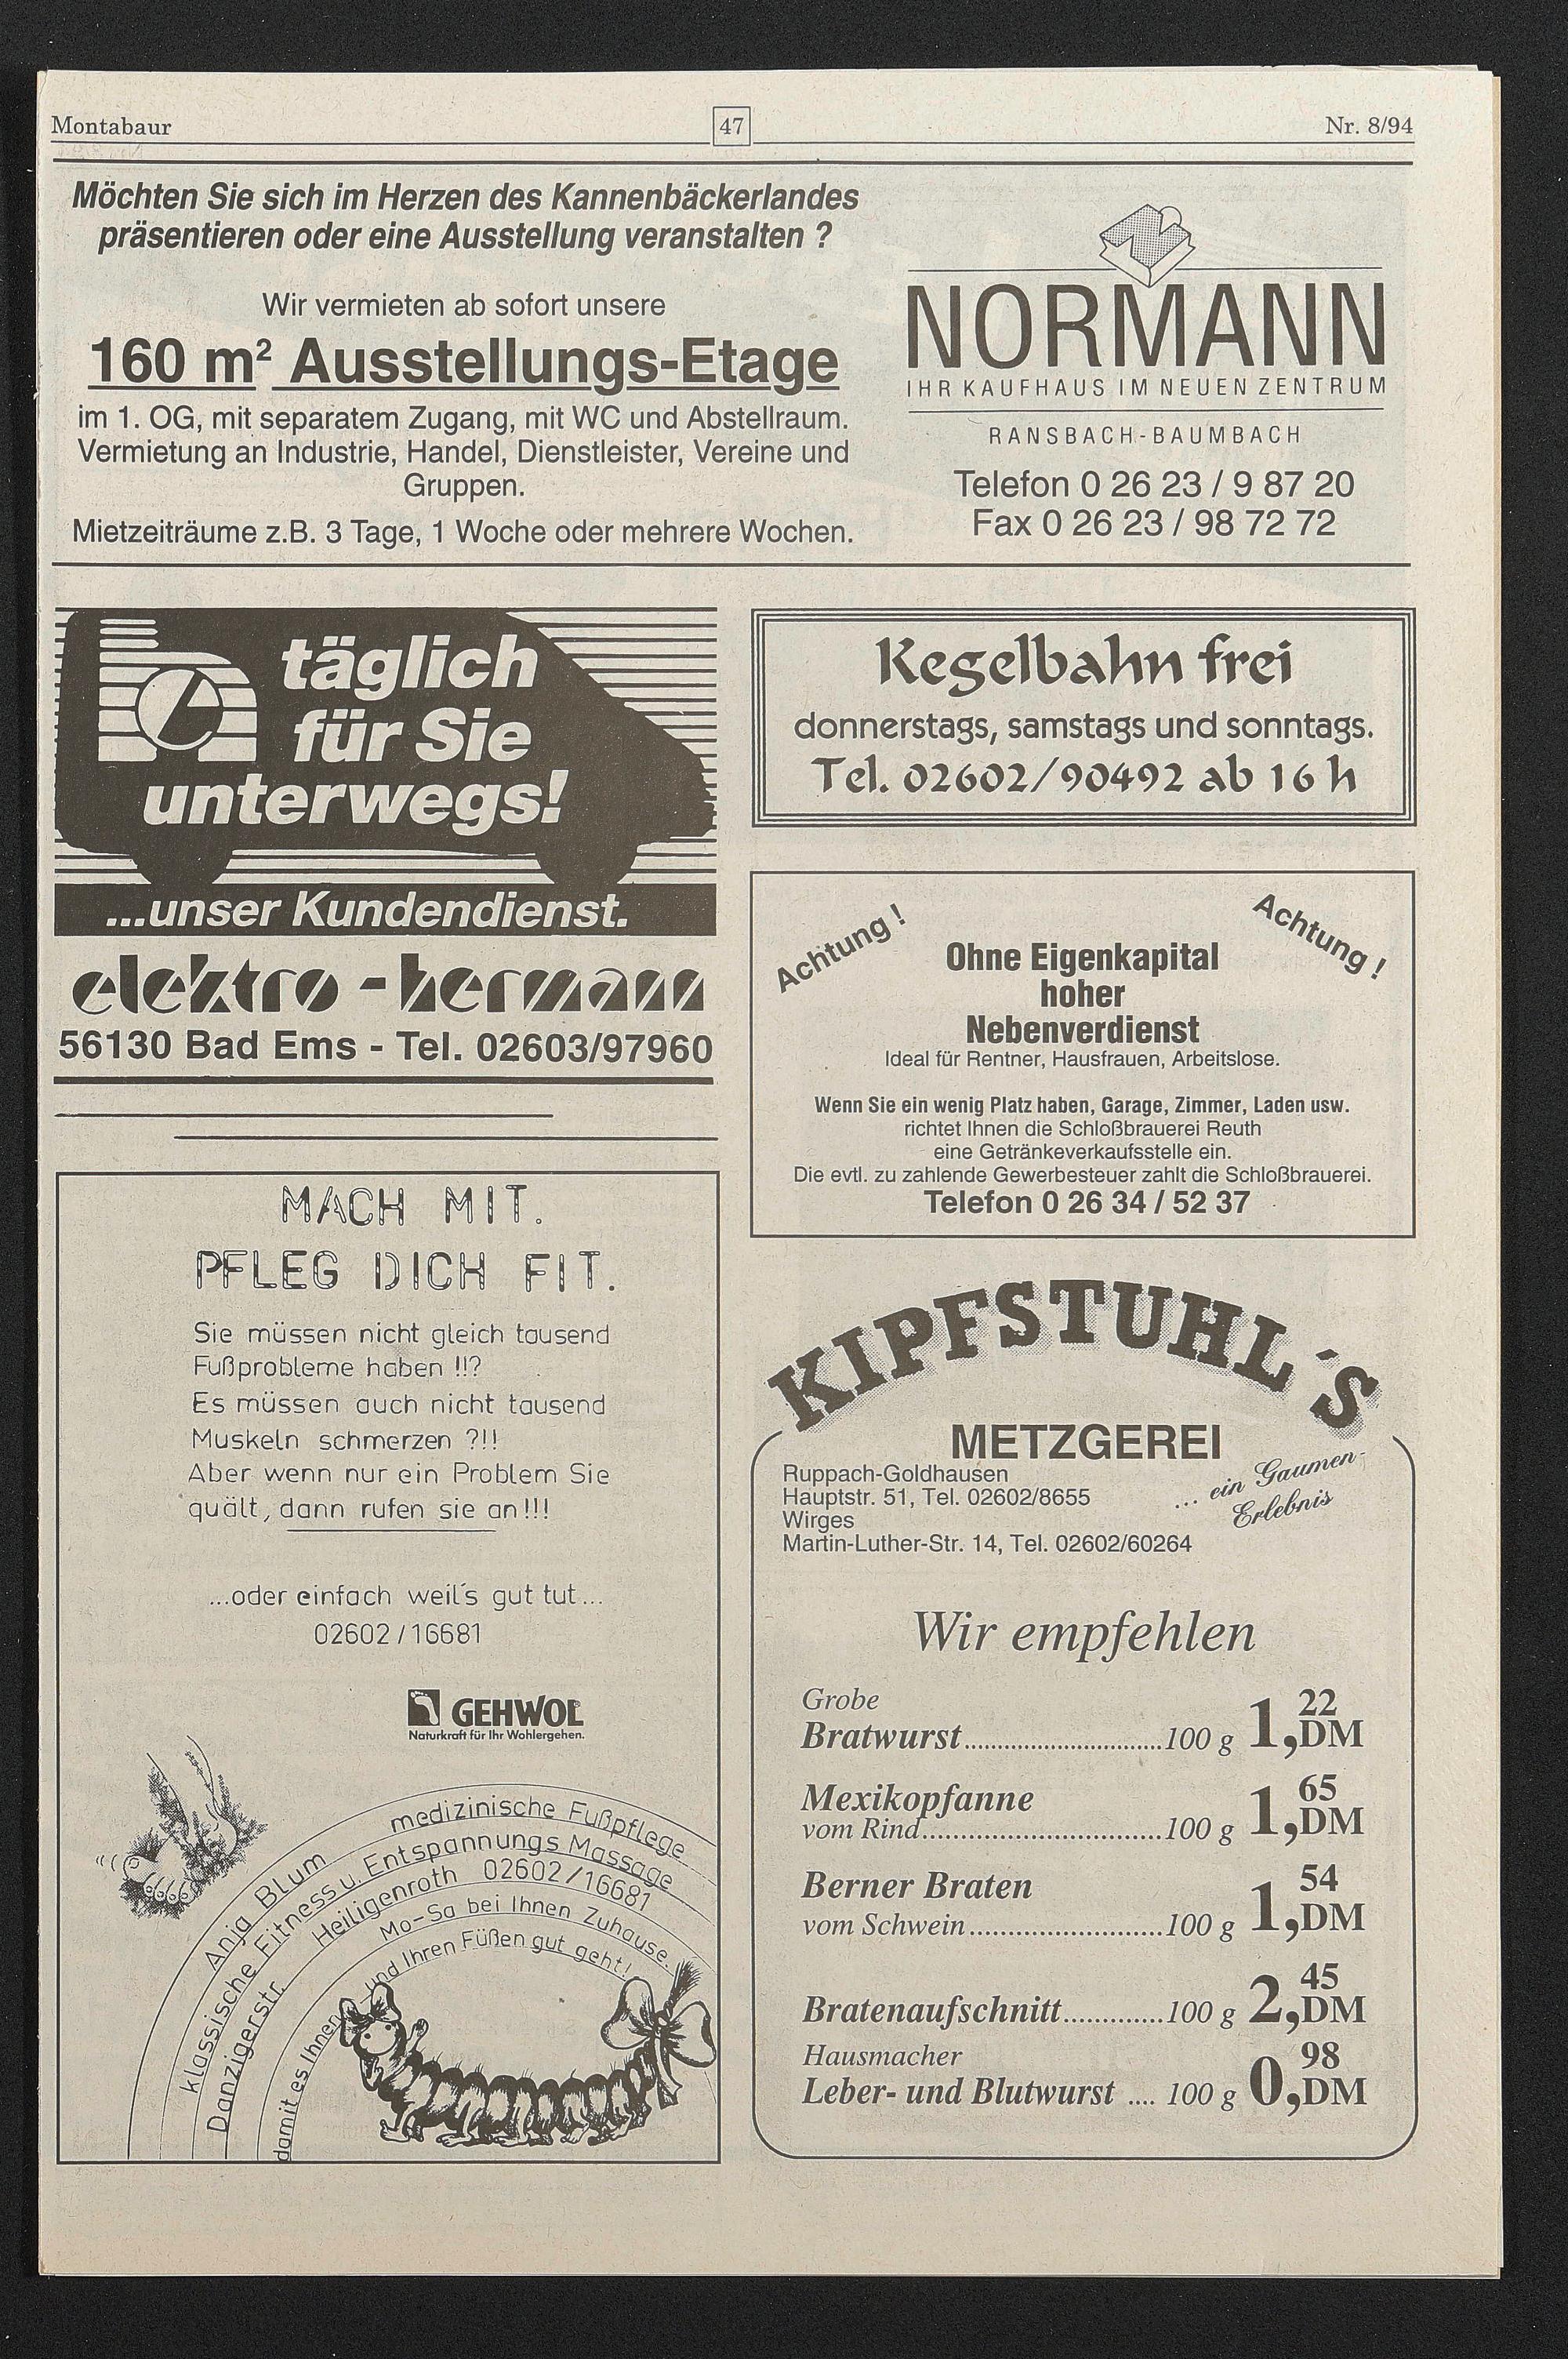 Montabaur
47
Nr. 8/94
Möchten Sie sich im Herzen des Kannenbäckerlandes
präsentieren oder eine Ausstellung veranstalten ?
Wir vermieten ab sofort unsere
160 m² Ausstellungs-Etage
im 1. OG, mit separatem Zugang, mit WC und Abstellraum.
Vermietung an Industrie, Handel, Dienstleister, Vereine und
Gruppen.
Mietzeiträume z.B. 3 Tage, 1 Woche oder mehrere Wochen.
NORMANN
IHR KAUFHAUS IM NEUEN ZENTRUM
RANSBACH-BAUMBACH
Telefon 0 26 23 / 9 87 20
Fax 0 26 23 / 98 72 72
täglich
für Sie
unterwegs!
...unser Kundendienst.
elektro-hermann
56130 Bad Ems - Tel. 02603/97960
MACH MIT.
PFLEG DICH FIT.
Sie müssen nicht gleich tausend
Fußprobleme haben !!?
Es müssen auch nicht tausend
Muskeln schmerzen ?!!
Aber wenn nur ein Problem Sie
quält, dann rufen sie an!!!
...oder einfach weil's gut tut...
02602/16681
GEHWOL
Naturkraft für Ihr Wohlergehen.
Anja Blum medizinische Fußpflege
klassische Fitness u. Entspannungs Massage
Danzigerstr. Heiligenroth 02602/16681
Mo-Sa bei Ihnen Zuhause.
damit es Ihnen und Ihren Füßen gut geht!
Kegelbahn frei
donnerstags, samstags und sonntags.
Tel. 02602/90492 ab 16 h
Achtung !
Achtung !
Ohne Eigenkapital
hoher
Nebenverdienst
Ideal für Rentner, Hausfrauen, Arbeitslose.
Wenn Sie ein wenig Platz haben, Garage, Zimmer, Laden usw.
richtet Ihnen die Schloßbrauerei Reuth
eine Getränkeverkaufsstelle ein.
Die evtl. zu zahlende Gewerbesteuer zahlt die Schloßbrauerei.
Telefon 0 26 34 / 52 37
KIPFSTUHL´S
METZGEREI
Ruppach-Goldhausen
Hauptstr. 51, Tel. 02602/8655
Wirges
Martin-Luther-Str. 14, Tel. 02602/60264
... ein Gaumen-
Erlebnis
Wir empfehlen
Grobe
Bratwurst..............................100 g 1,22 DM
Mexikopfanne
vom Rind....................................100 g 1,65 DM
Berner Braten
vom Schwein.............................100 g 1,54 DM
Bratenaufschnitt...............100 g 2,45 DM
Hausmacher
Leber- und Blutwurst .... 100 g 0,98 DM